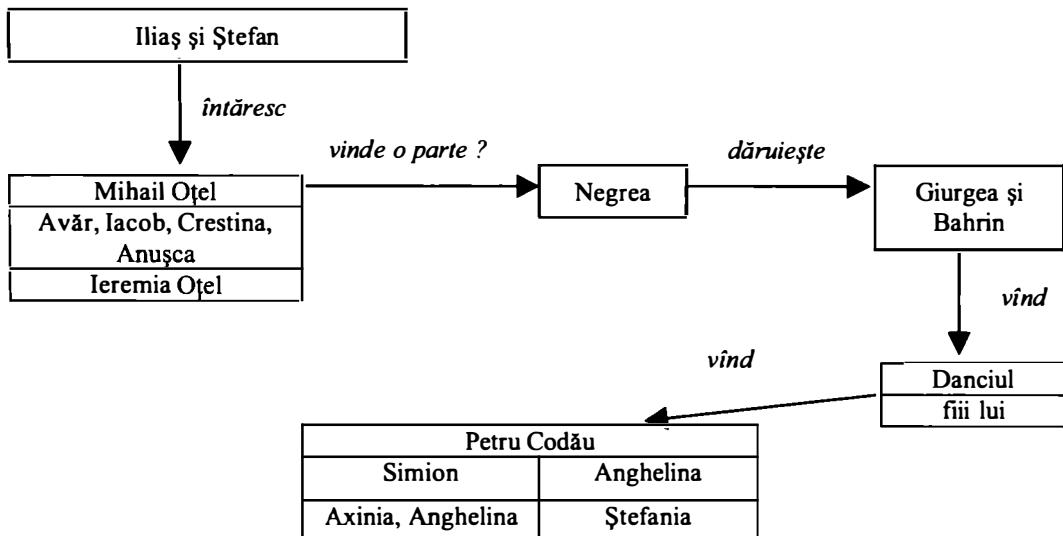 Iliaş şi Ştefan
întăresc
vinde o parte ?
dăruieşte
Mihail Oţel
Avăr, Iacob, Crestina,
Anuşca
Ieremia Oţel
Negrea
Giurgea şi
Bahrin
vînd
vînd
Danciul
fiii lui
Petru Codău
Simion
Anghelina
Axinia, Anghelina
Ştefania